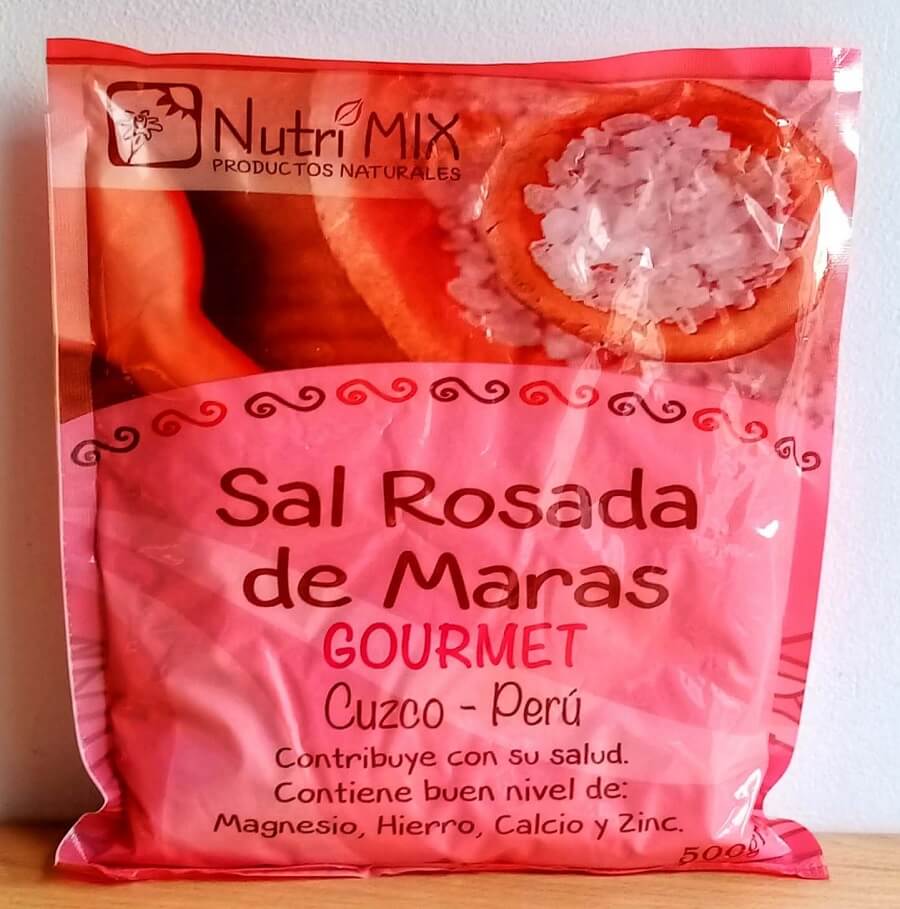 Nutri MIX
PRODUCTOS NATURALES
Sal Rosada
de Maras
GOURMET
Cuzco - Perú
Contribuye con su salud.
Contiene buen nivel de:
Magnesio, Hierro, Calcio y Zinc.
500gr